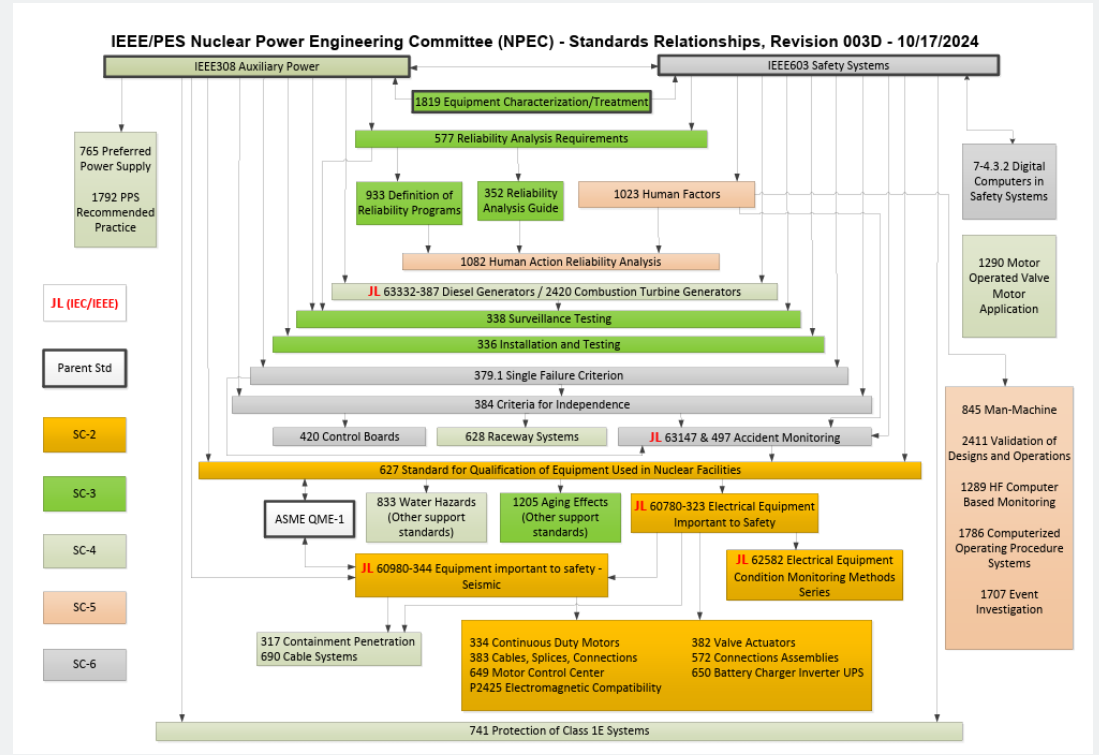 IEEE/PES Nuclear Power Engineering Committee (NPEC) - Standards Relationships, Revision 003D - 10/17/2024
IEEE308 Auxiliary Power
IEEE603 Safety Systems
1819 Equipment Characterization/Treatment
577 Reliability Analysis Requirements
765 Preferred
Power Supply
1792 PPS
Recommended
Practice
7-4.3.2 Digital
Computers in
Safety Systems
933 Definition of
Reliability Programs
352 Reliability
Analysis Guide
1023 Human Factors
1082 Human Action Reliability Analysis
1290 Motor
Operated Valve
Motor
Application
JL (IEC/IEEE)
JL 63332-387 Diesel Generators / 2420 Combustion Turbine Generators
338 Surveillance Testing
336 Installation and Testing
Parent Std
379.1 Single Failure Criterion
384 Criteria for Independence
SC-2
420 Control Boards
628 Raceway Systems
JL 63147 & 497 Accident Monitoring
845 Man-Machine
2411 Validation of
Designs and Operations
1289 HF Computer
Based Monitoring
1786 Computerized
Operating Procedure
Systems
1707 Event
Investigation
627 Standard for Qualification of Equipment Used in Nuclear Facilities
SC-3
ASME QME-1
833 Water Hazards
(Other support
standards)
1205 Aging Effects
(Other support
standards)
JL 60780-323 Electrical Equipment
Important to Safety
SC-4
JL 60980-344 Equipment important to safety -
Seismic
JL 62582 Electrical Equipment
Condition Monitoring Methods
Series
SC-5
317 Containment Penetration
690 Cable Systems
334 Continuous Duty Motors
383 Cables, Splices, Connections
649 Motor Control Center
P2425 Electromagnetic Compatibility
382 Valve Actuators
572 Connections Assemblies
650 Battery Charger Inverter UPS
SC-6
741 Protection of Class 1E Systems